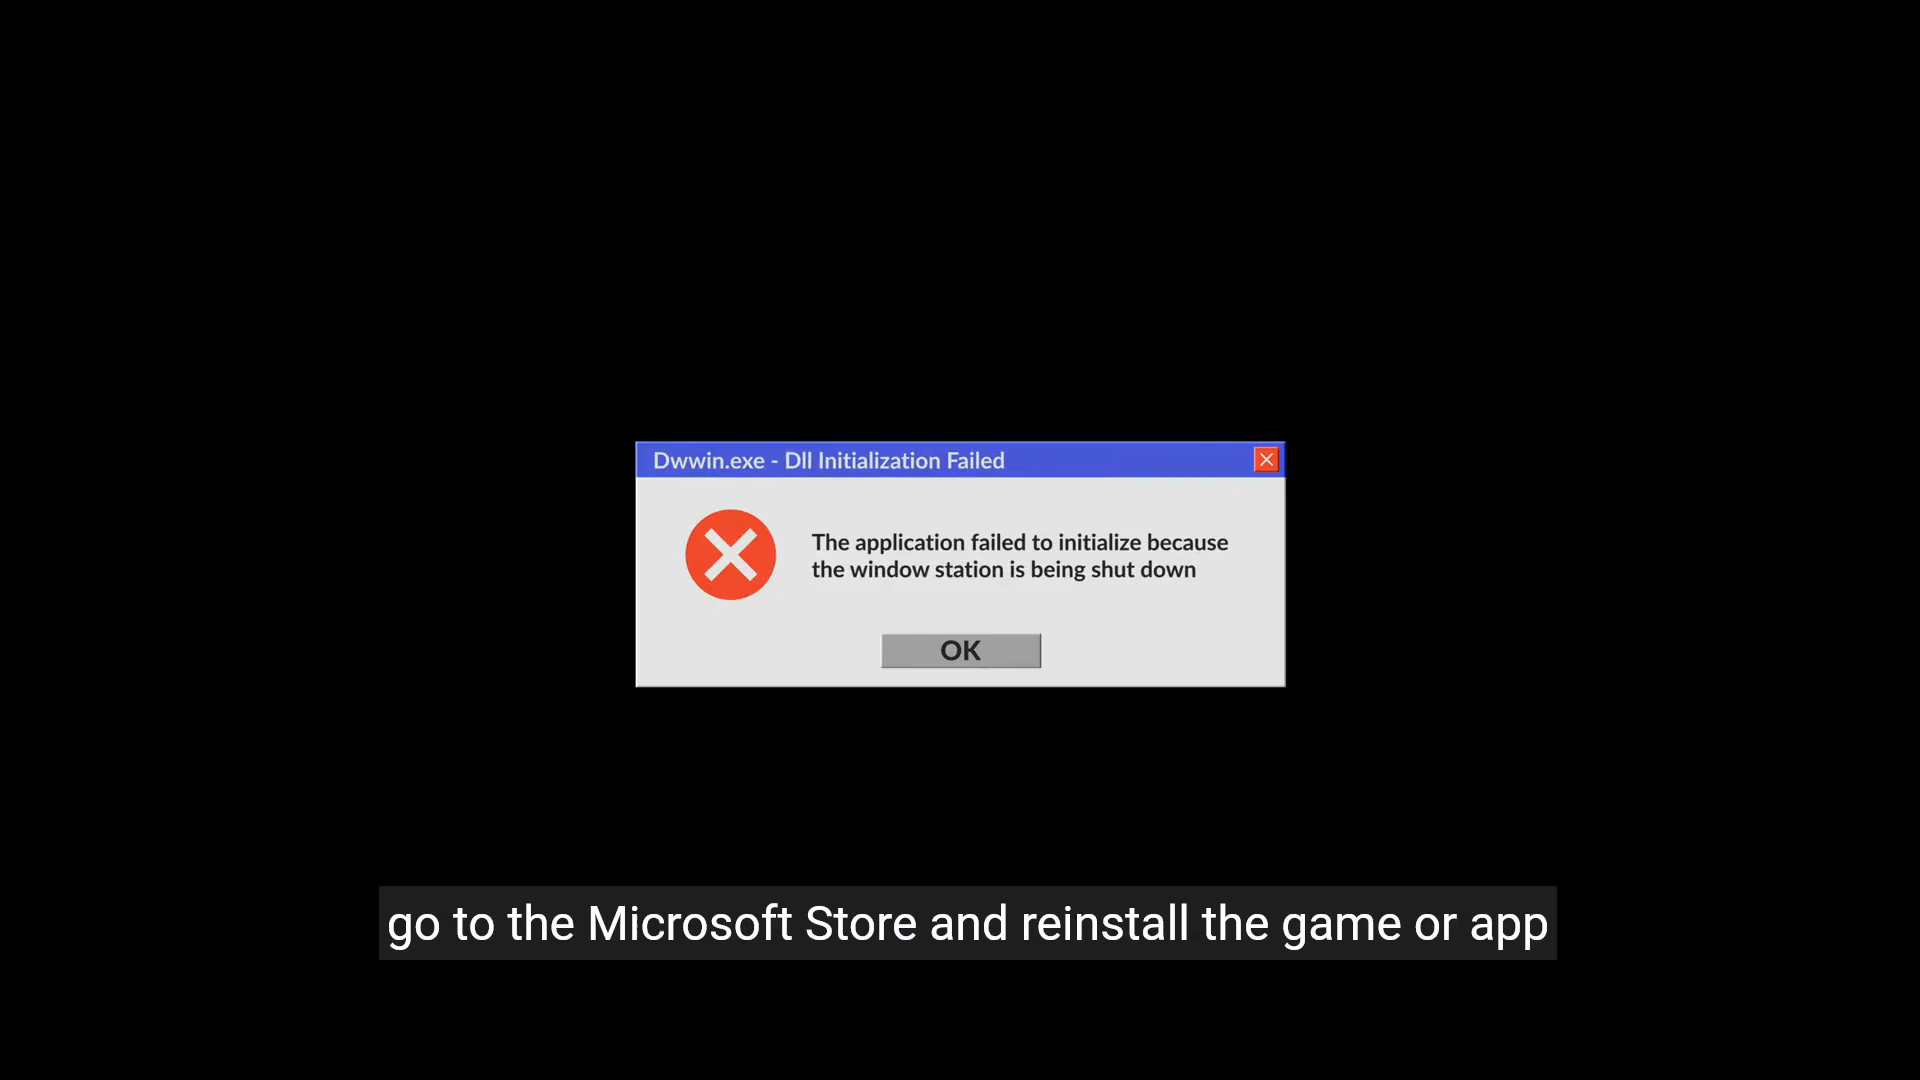 Dwwin.exe - Dll Initialization Failed
The application failed to initialize because
the window station is being shut down
OK
go to the Microsoft Store and reinstall the game or app